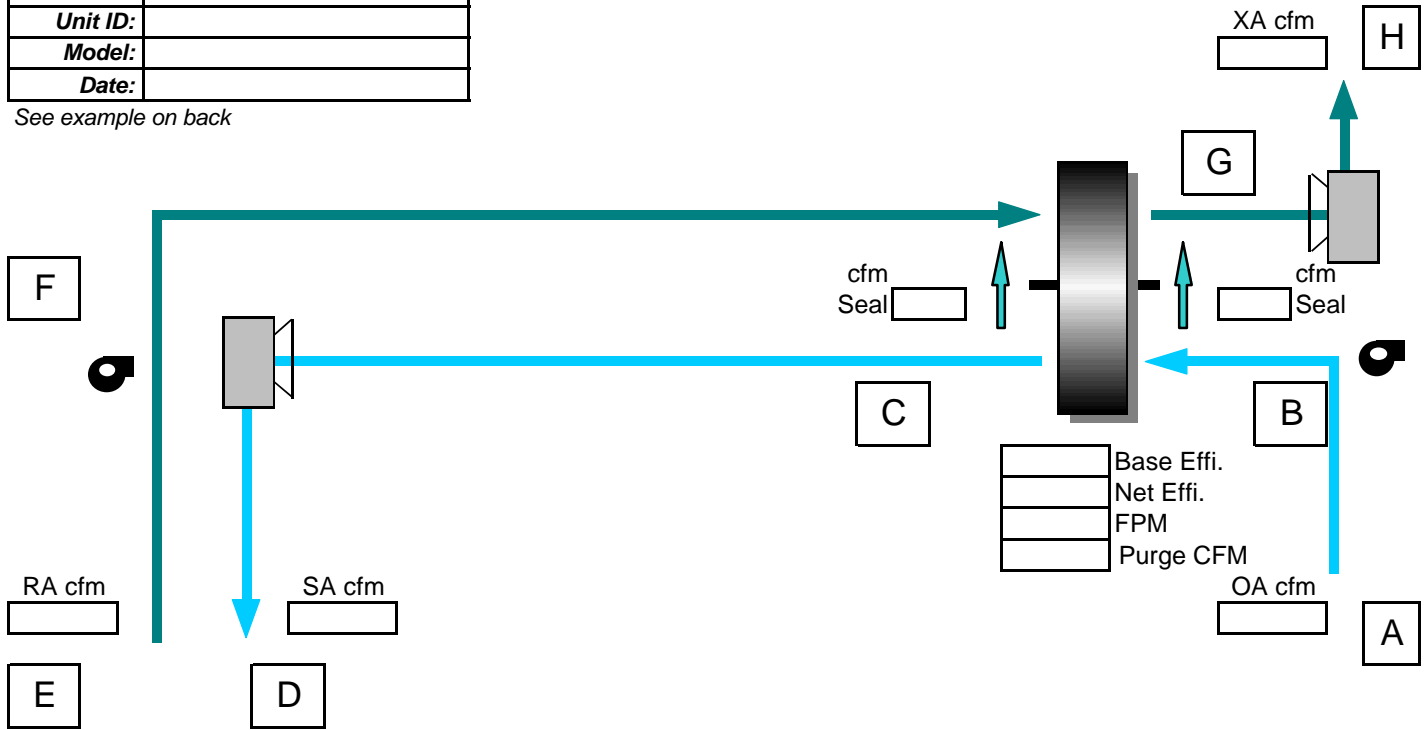 Unit ID:
Model:
Date:
See example on back
XA cfm
H
G
F
cfm
Seal
cfm
Seal
C
B
Base Effi.
Net Effi.
FPM
Purge CFM
RA cfm
SA cfm
OA cfm
A
E
D